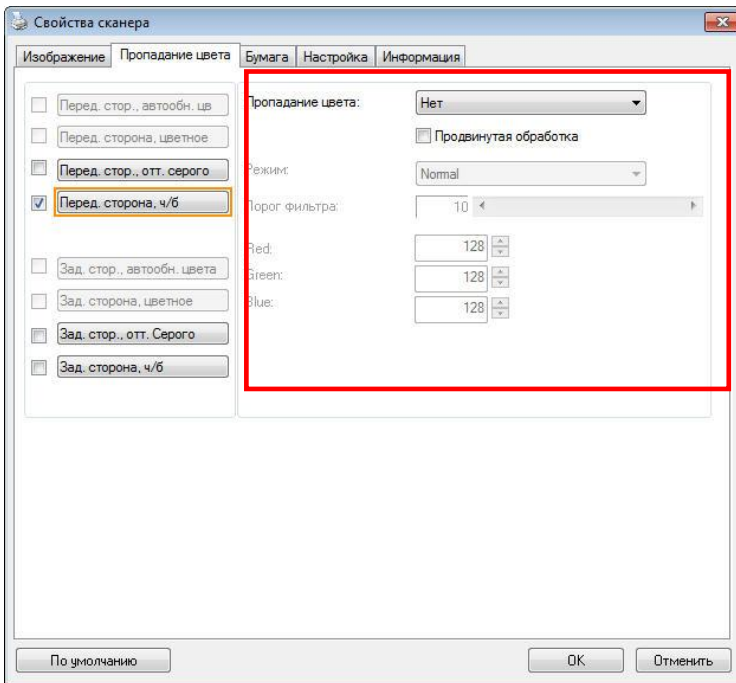 Свойства сканера
Изображение Пропадание цвета Бумага Настройка Информация
Перед. стор., автообн. цв
Перед. сторона, цветное
Перед. стор., отт. серого
Перед. сторона, ч/б
Зад. стор., автообн. цвета
Зад. сторона, цветное
Зад. стор., отт. Серого
Зад. сторона, ч/б
Пропадание цвета: Нет
Продвинутая обработка
Режим: Normal
Порог фильтра: 10
Red: 128
Green: 128
Blue: 128
По умолчанию OK Отменить